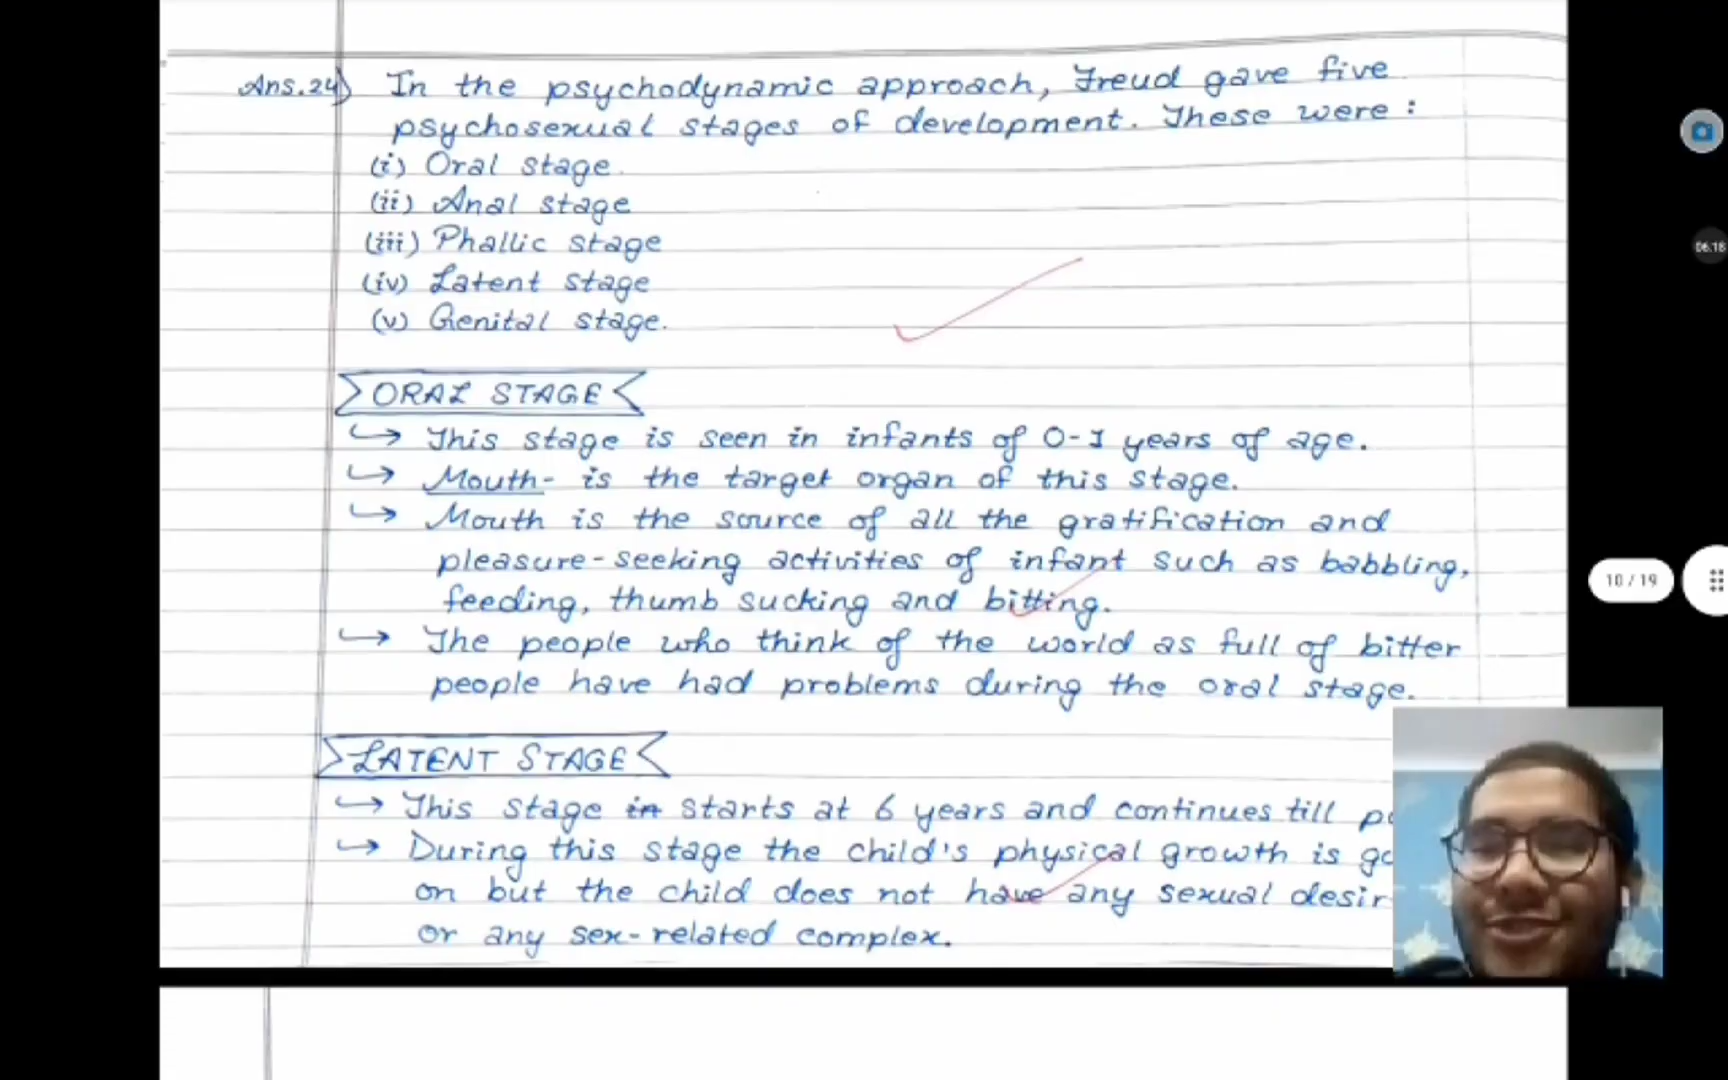 Ans.24) In the psychodynamic approach, Freud gave five
psychosexual stages of development. These were :
(i) Oral stage.
(ii) Anal stage
(iii) Phallic stage
(iv) Latent stage
(v) Genital stage.
ORAL STAGE
↪ This stage is seen in infants of 0-1 years of age.
↪ Mouth- is the target organ of this stage.
↪ Mouth is the source of all the gratification and
pleasure-seeking activities of infant such as babbling,
feeding, thumb sucking and bitting.
↪ The people who think of the world as full of bitter
people have had problems during the oral stage.
LATENT STAGE
↪ This stage in starts at 6 years and continues till
↪ During this stage the child's physical growth is
on but the child does not have any sexual desir
or any sex-related complex.
06:18
10 / 19